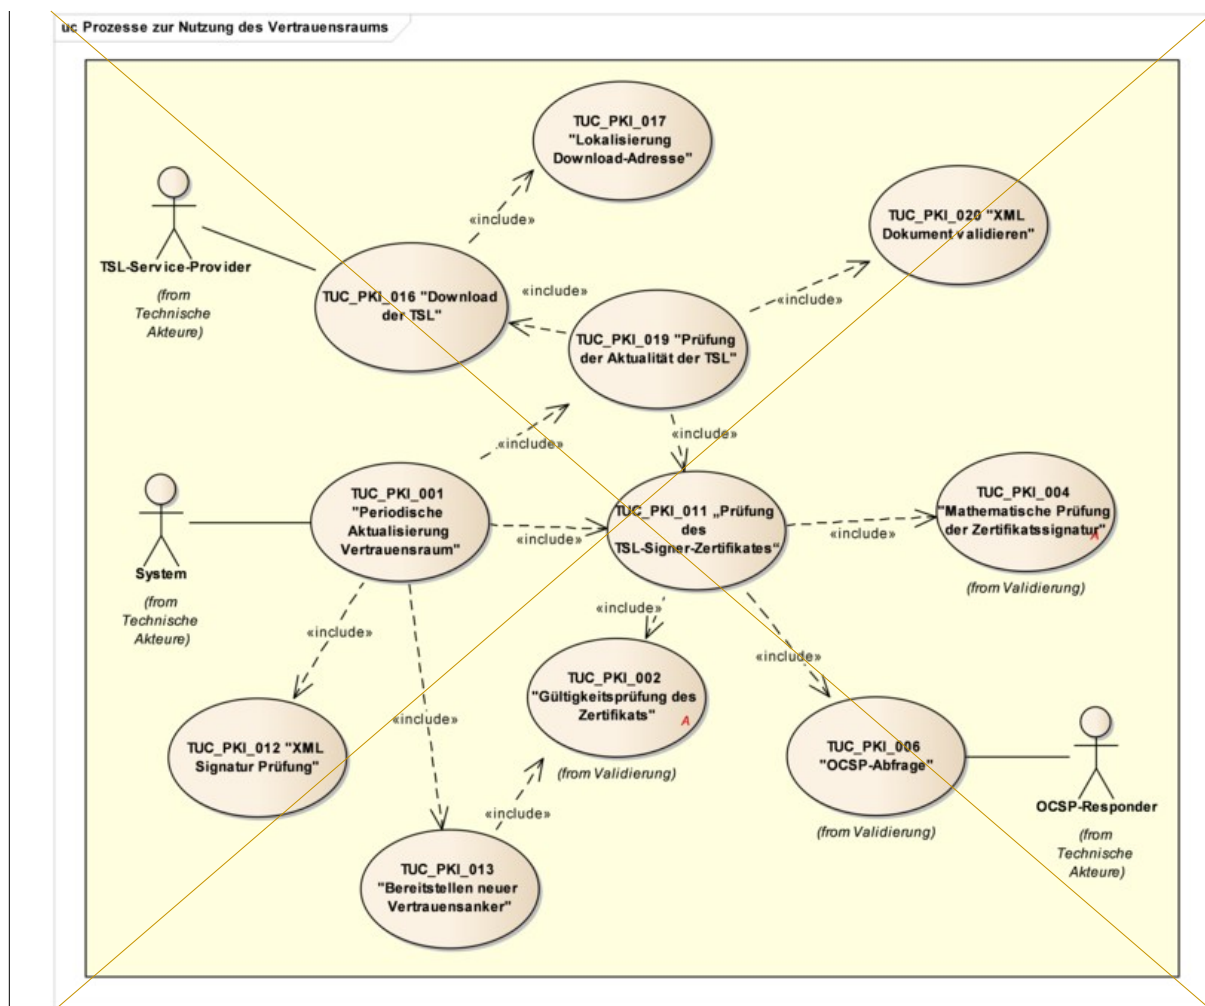 uc Prozesse zur Nutzung des Vertrauensraums
TUC_PKI_017
"Lokalisierung
Download-Adresse"
«include»
TUC_PKI_020 "XML
Dokument validieren"
TSL-Service-Provider
(from
Technische
Akteure)
TUC_PKI_016 "Download
der TSL"
«include»
«include»
TUC_PKI_019 "Prüfung
der Aktualität der TSL"
«include»
«include»
TUC_PKI_001
"Periodische
Aktualisierung
Vertrauensraum"
«include»
TUC_PKI_011 „Prüfung
des
TSL-Signer-Zertifikates"
«include»
TUC_PKI_004
"Mathematische Prüfung
der Zertifikatssignatur"
A
(from Validierung)
System
(from
Technische
Akteure)
«include»
«include»
«include»
«include»
TUC_PKI_002
"Gültigkeitsprüfung des
Zertifikats"
A
(from Validierung)
TUC_PKI_012 "XML
Signatur Prüfung"
TUC_PKI_006
"OCSP-Abfrage"
(from Validierung)
OCSP-Responder
(from
Technische
Akteure)
«include»
TUC_PKI_013
"Bereitstellen neuer
Vertrauensanker"